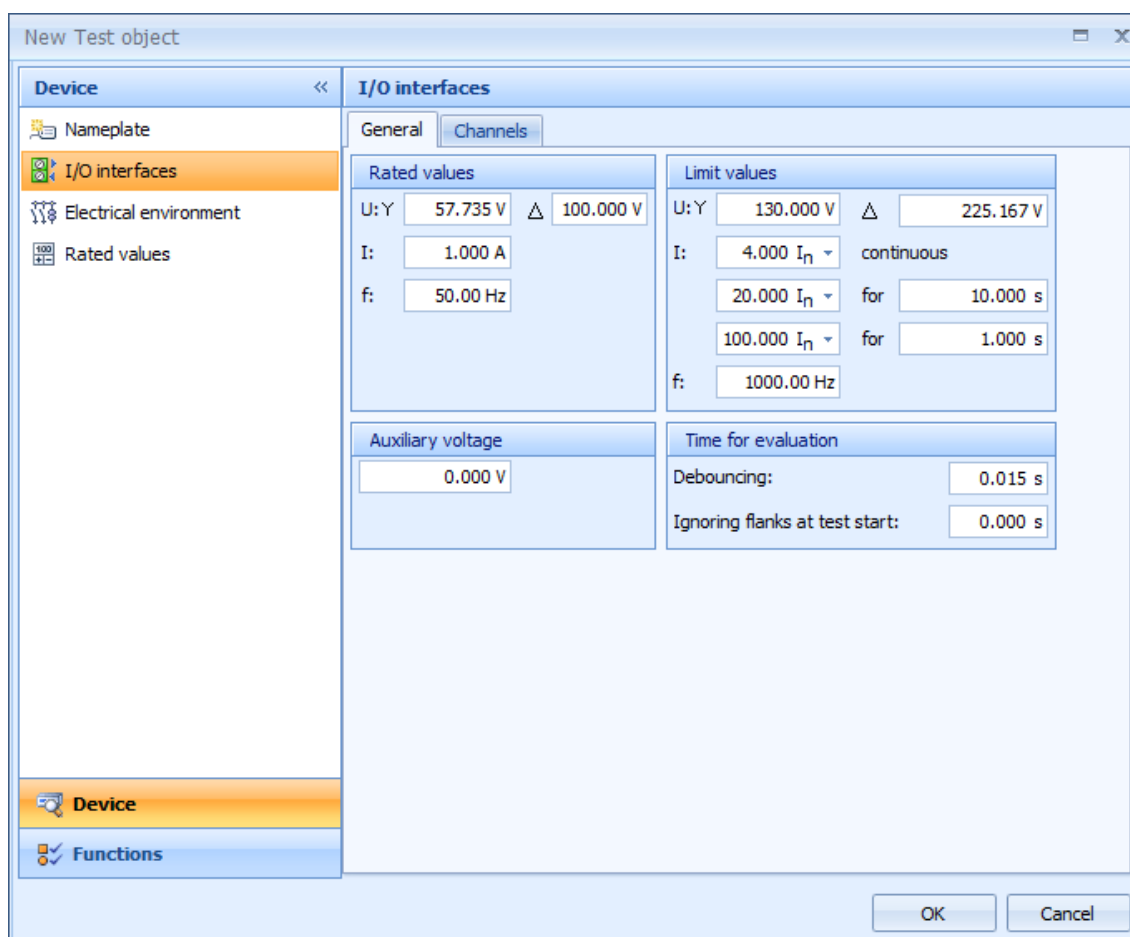 New Test object
Device «
Nameplate
I/O interfaces
Electrical environment
Rated values
Device
Functions
I/O interfaces
General Channels
Rated values
U:Y 57.735 V Δ 100.000 V
I: 1.000 A
f: 50.00 Hz
Limit values
U:Y 130.000 V Δ 225.167 V
I: 4.000 In continuous
20.000 In for 10.000 s
100.000 In for 1.000 s
f: 1000.00 Hz
Auxiliary voltage
0.000 V
Time for evaluation
Debouncing: 0.015 s
Ignoring flanks at test start: 0.000 s
OK Cancel